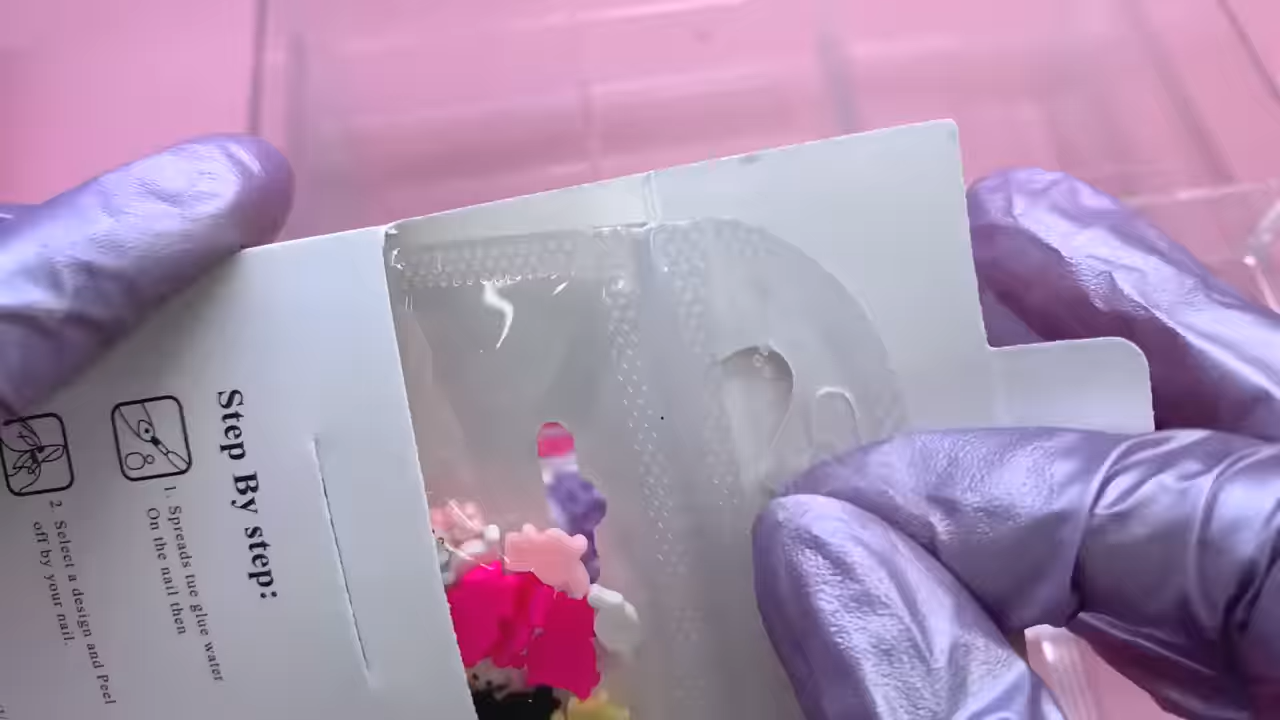 Step By step:
1. Spreads tue glue water
On the nail then
2. Select a design and Peel
off by your nail.